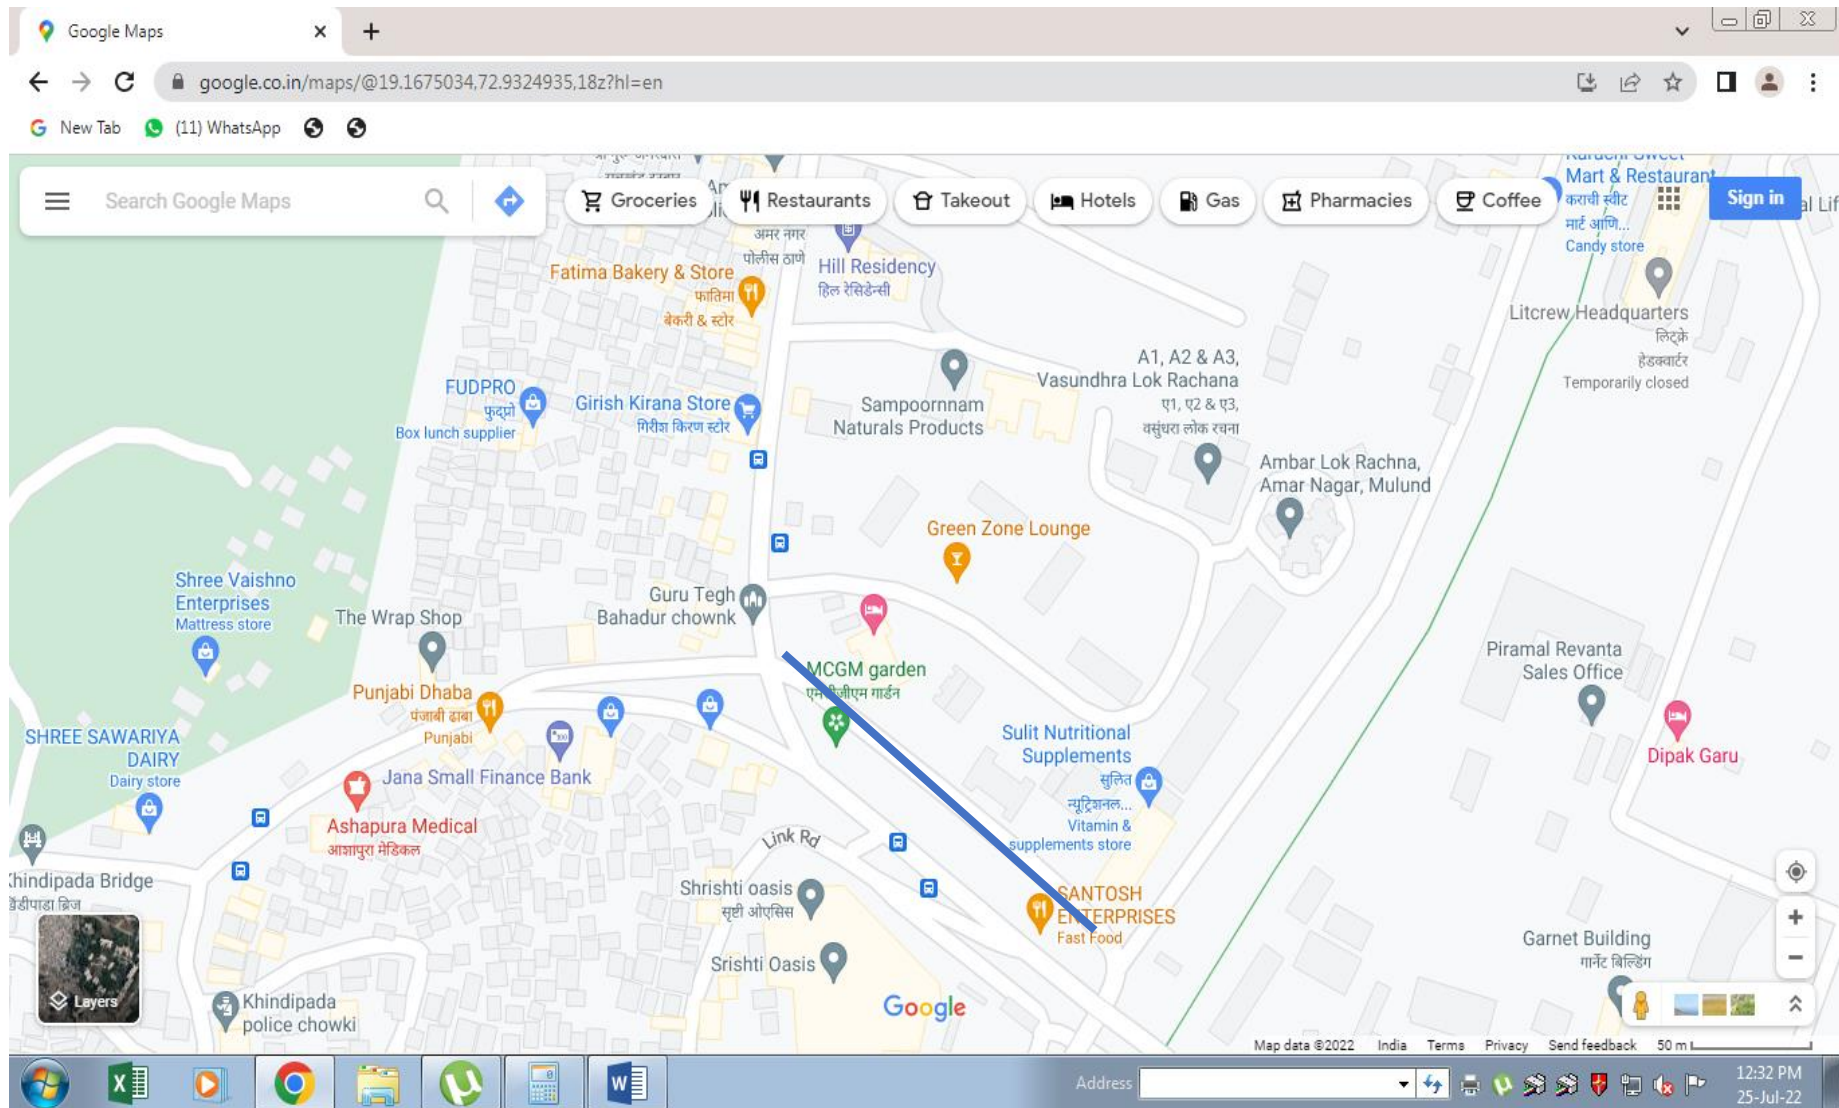 Google Maps
google.co.in/maps/@19.1675034,72.9324935,18z?hl=en
New Tab
(11) WhatsApp
Search Google Maps
Groceries
Restaurants
Takeout
Hotels
Gas
Pharmacies
Coffee
Sign in
Mart & Restaurant
कराची स्वीट
मार्ट आणि...
Candy store
अमर नगर
पोलीस ठाणे
Hill Residency
हिल रेसिडेन्सी
Fatima Bakery & Store
फातिमा
बेकरी & स्टोर
Litcrew Headquarters
लिट्क्रे
हेडक्वार्टर
Temporarily closed
A1, A2 & A3,
Vasundhra Lok Rachana
ए1, ए2 & ए3,
वसुंधरा लोक रचना
FUDPRO
फुदप्रो
Box lunch supplier
Girish Kirana Store
गिरीश किरण स्टोर
Sampoornnam
Naturals Products
Ambar Lok Rachna,
Amar Nagar, Mulund
Green Zone Lounge
Shree Vaishno
Enterprises
Mattress store
The Wrap Shop
Guru Tegh
Bahadur chownk
MCGM garden
गार्डन
Piramal Revanta
Sales Office
Punjabi Dhaba
पंजाबी ढाबा
Punjabi
SHREE SAWARIYA
DAIRY
Dairy store
Jana Small Finance Bank
Sulit Nutritional
Supplements
सुलित
न्यूट्रिशनल...
Vitamin &
supplements store
Dipak Garu
Ashapura Medical
आशापुरा मेडिकल
Link Rd
Khindipada Bridge
खिंडीपाडा ब्रिज
Shrishti oasis
सृष्टी ओएसिस
SANTOSH
ENTERPRISES
Fast Food
Srishti Oasis
Garnet Building
गार्नेट बिल्डिंग
Layers
Khindipada
police chowki
Google
Map data ©2022 India Terms Privacy Send feedback 50 m
Address
12:32 PM
25-Jul-22